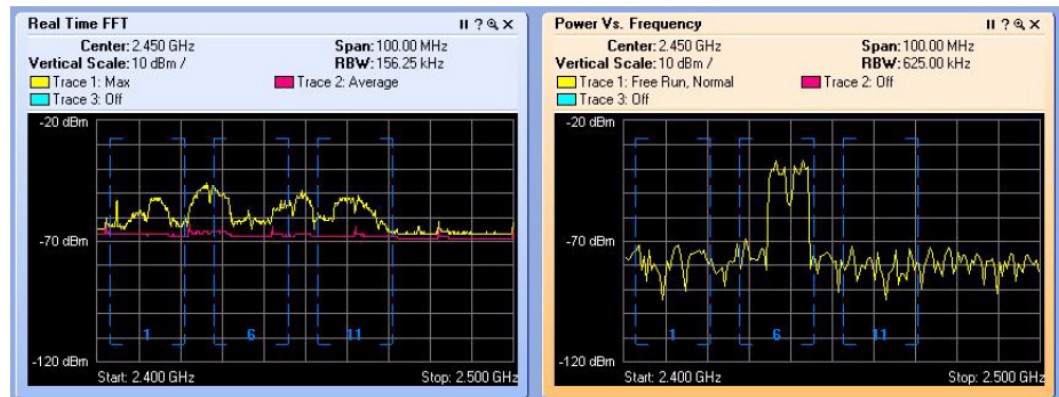 Real Time FFT
Center: 2.450 GHz Span: 100.00 MHz
Vertical Scale: 10 dBm / RBW: 156.25 kHz
Trace 1: Max Trace 2: Average
Trace 3: Off
-20 dBm
-70 dBm
1 6 11
-120 dBm
Start: 2.400 GHz Stop: 2.500 GHz
Power Vs. Frequency
Center: 2.450 GHz Span: 100.00 MHz
Vertical Scale: 10 dBm / RBW: 625.00 kHz
Trace 1: Free Run, Normal Trace 2: Off
Trace 3: Off
-20 dBm
-70 dBm
1 6 11
-120 dBm
Start: 2.400 GHz Stop: 2.500 GHz